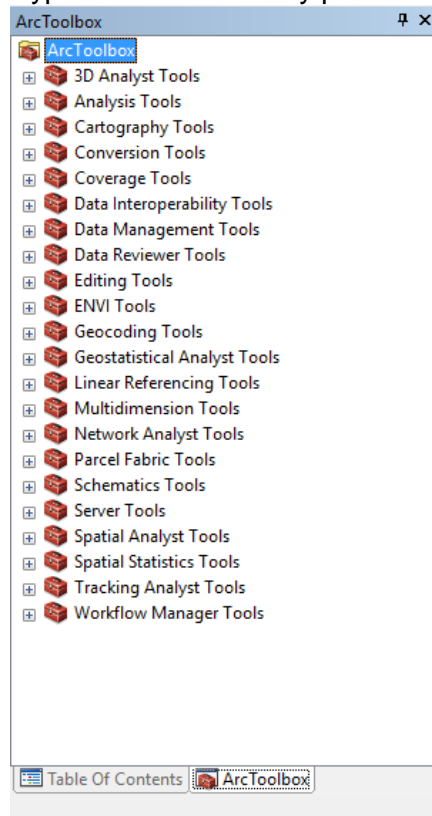 ArcToolbox
ArcToolbox
3D Analyst Tools
Analysis Tools
Cartography Tools
Conversion Tools
Coverage Tools
Data Interoperability Tools
Data Management Tools
Data Reviewer Tools
Editing Tools
ENVI Tools
Geocoding Tools
Geostatistical Analyst Tools
Linear Referencing Tools
Multidimension Tools
Network Analyst Tools
Parcel Fabric Tools
Schematics Tools
Server Tools
Spatial Analyst Tools
Spatial Statistics Tools
Tracking Analyst Tools
Workflow Manager Tools
Table Of Contents ArcToolbox